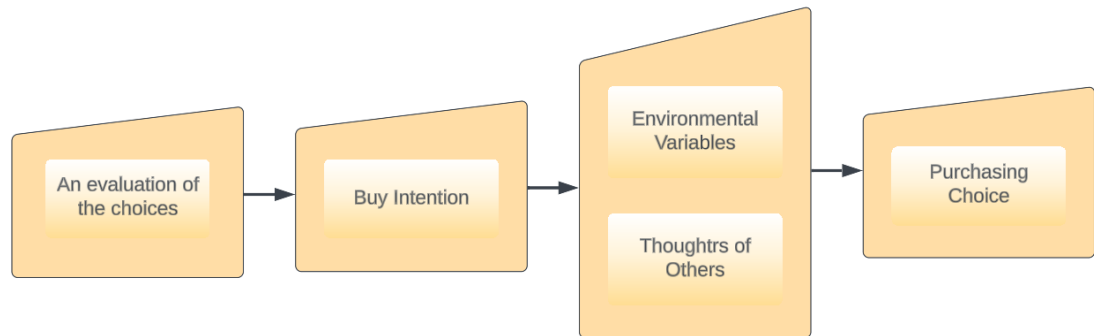 An evaluation of
the choices
Buy Intention
Environmental
Variables
Thoughtrs of
Others
Purchasing
Choice